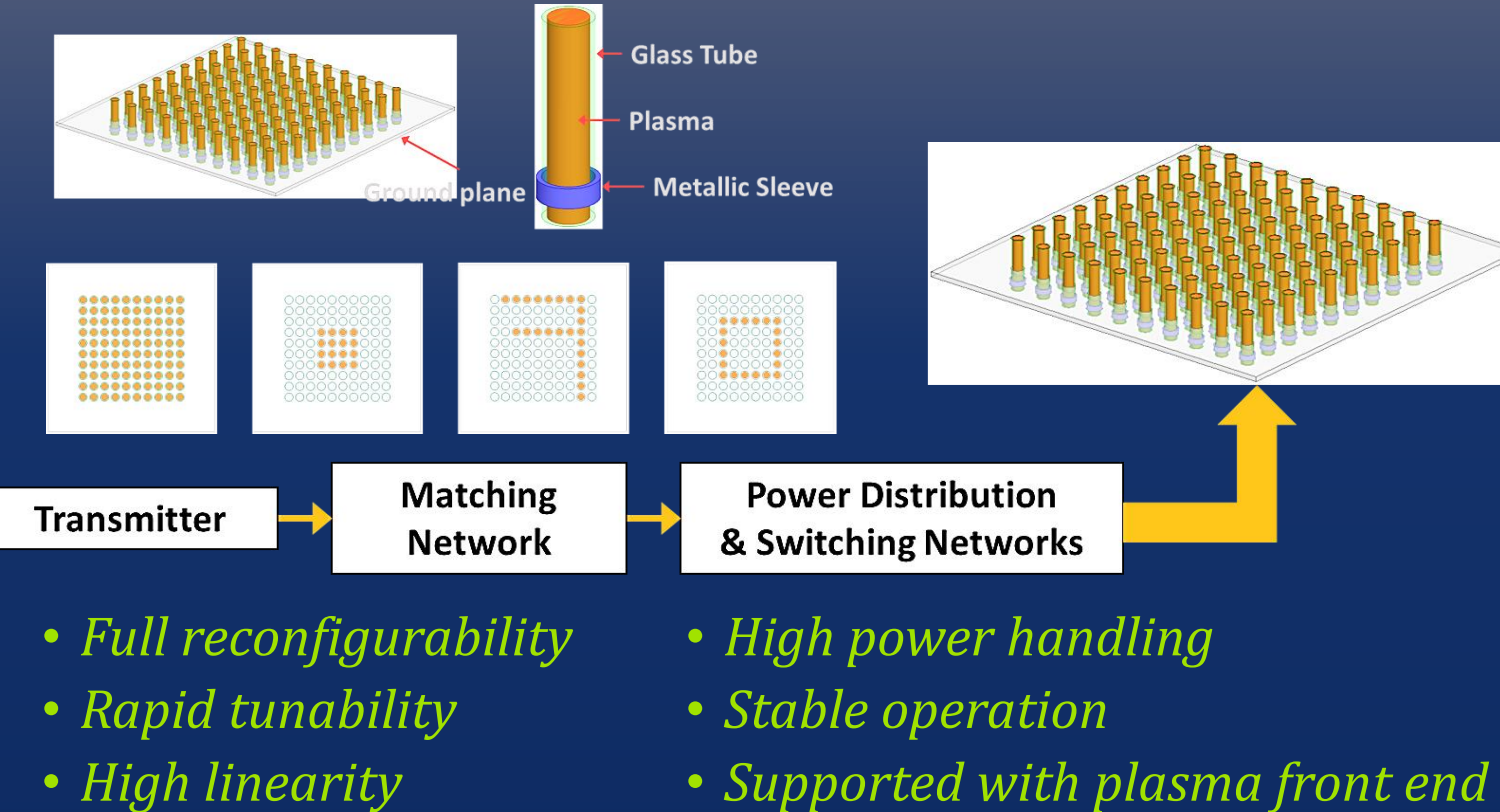 Glass Tube
Plasma
Metallic Sleeve
Ground plane
Transmitter
Matching
Network
Power Distribution
& Switching Networks
• Full reconfigurability
• Rapid tunability
• High linearity
• High power handling
• Stable operation
• Supported with plasma front end